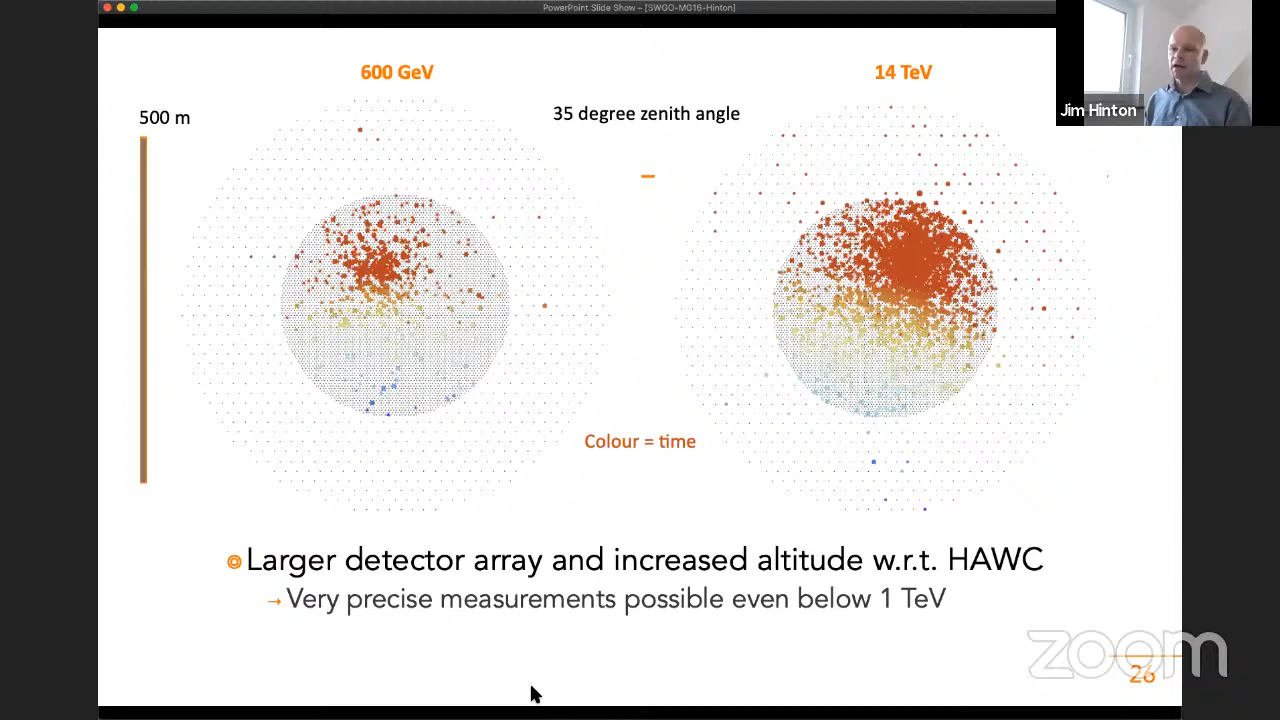 PowerPoint Slide Show – [SWGO-MG16-Hinton]
600 GeV
14 TeV
500 m
35 degree zenith angle
Jim Hinton
Colour = time
Larger detector array and increased altitude w.r.t. HAWC
→Very precise measurements possible even below 1 TeV
zoom
26